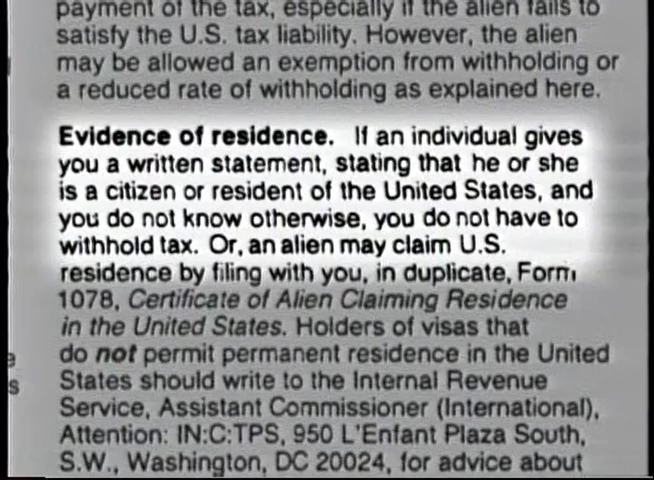 payment of the tax, especially if the alien fails to
satisfy the U.S. tax liability. However, the alien
may be allowed an exemption from withholding or
a reduced rate of withholding as explained here.
Evidence of residence. If an individual gives
you a written statement, stating that he or she
is a citizen or resident of the United States, and
you do not know otherwise, you do not have to
withhold tax. Or, an alien may claim U.S.
residence by filing with you, in duplicate, Form
1078, Certificate of Alien Claiming Residence
in the United States. Holders of visas that
do not permit permanent residence in the United
States should write to the Internal Revenue
Service, Assistant Commissioner (International),
Attention: IN:C:TPS, 950 L'Enfant Plaza South,
S.W., Washington, DC 20024, for advice about